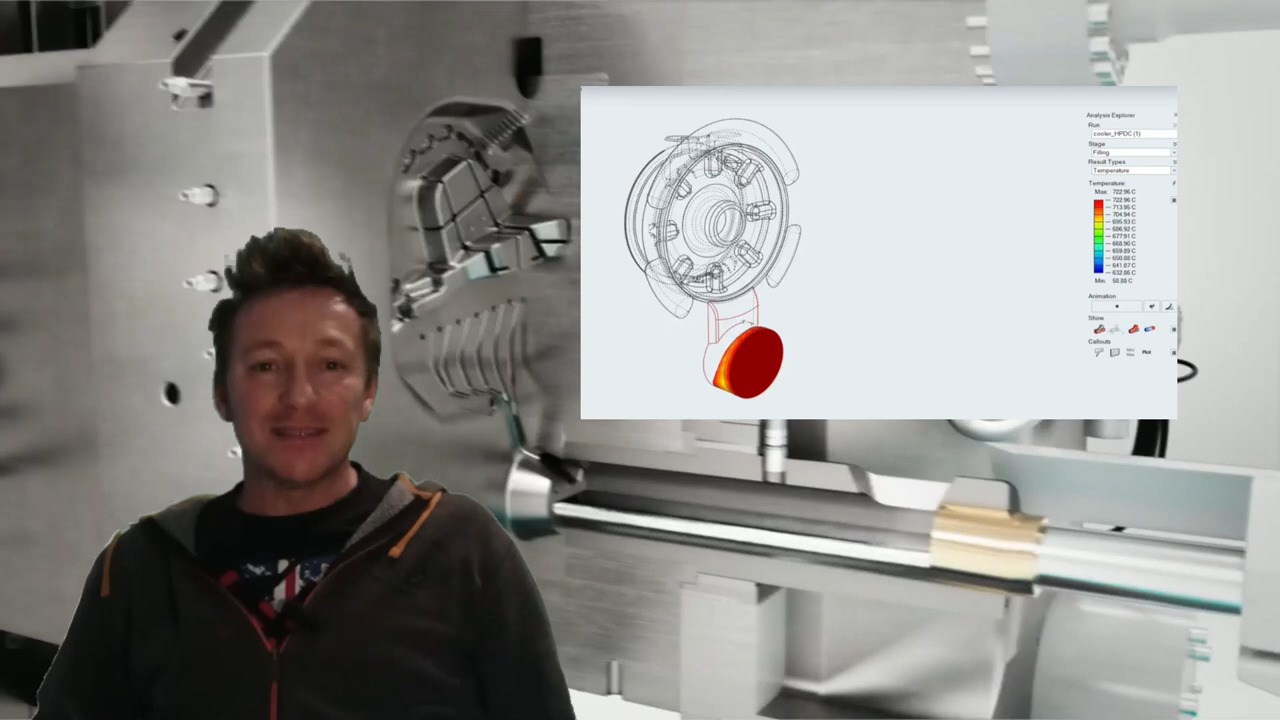 Analysis Explorer
Run
cooler_HPDC (1)
Stage
Filling
Result Types
Temperature
Temperature
Max: 722.96 C
722.96 C
713.95 C
704.94 C
695.93 C
686.92 C
677.91 C
668.90 C
659.89 C
650.88 C
641.87 C
632.86 C
Min: 58.88 C
Animation
Show
Callouts
Plot